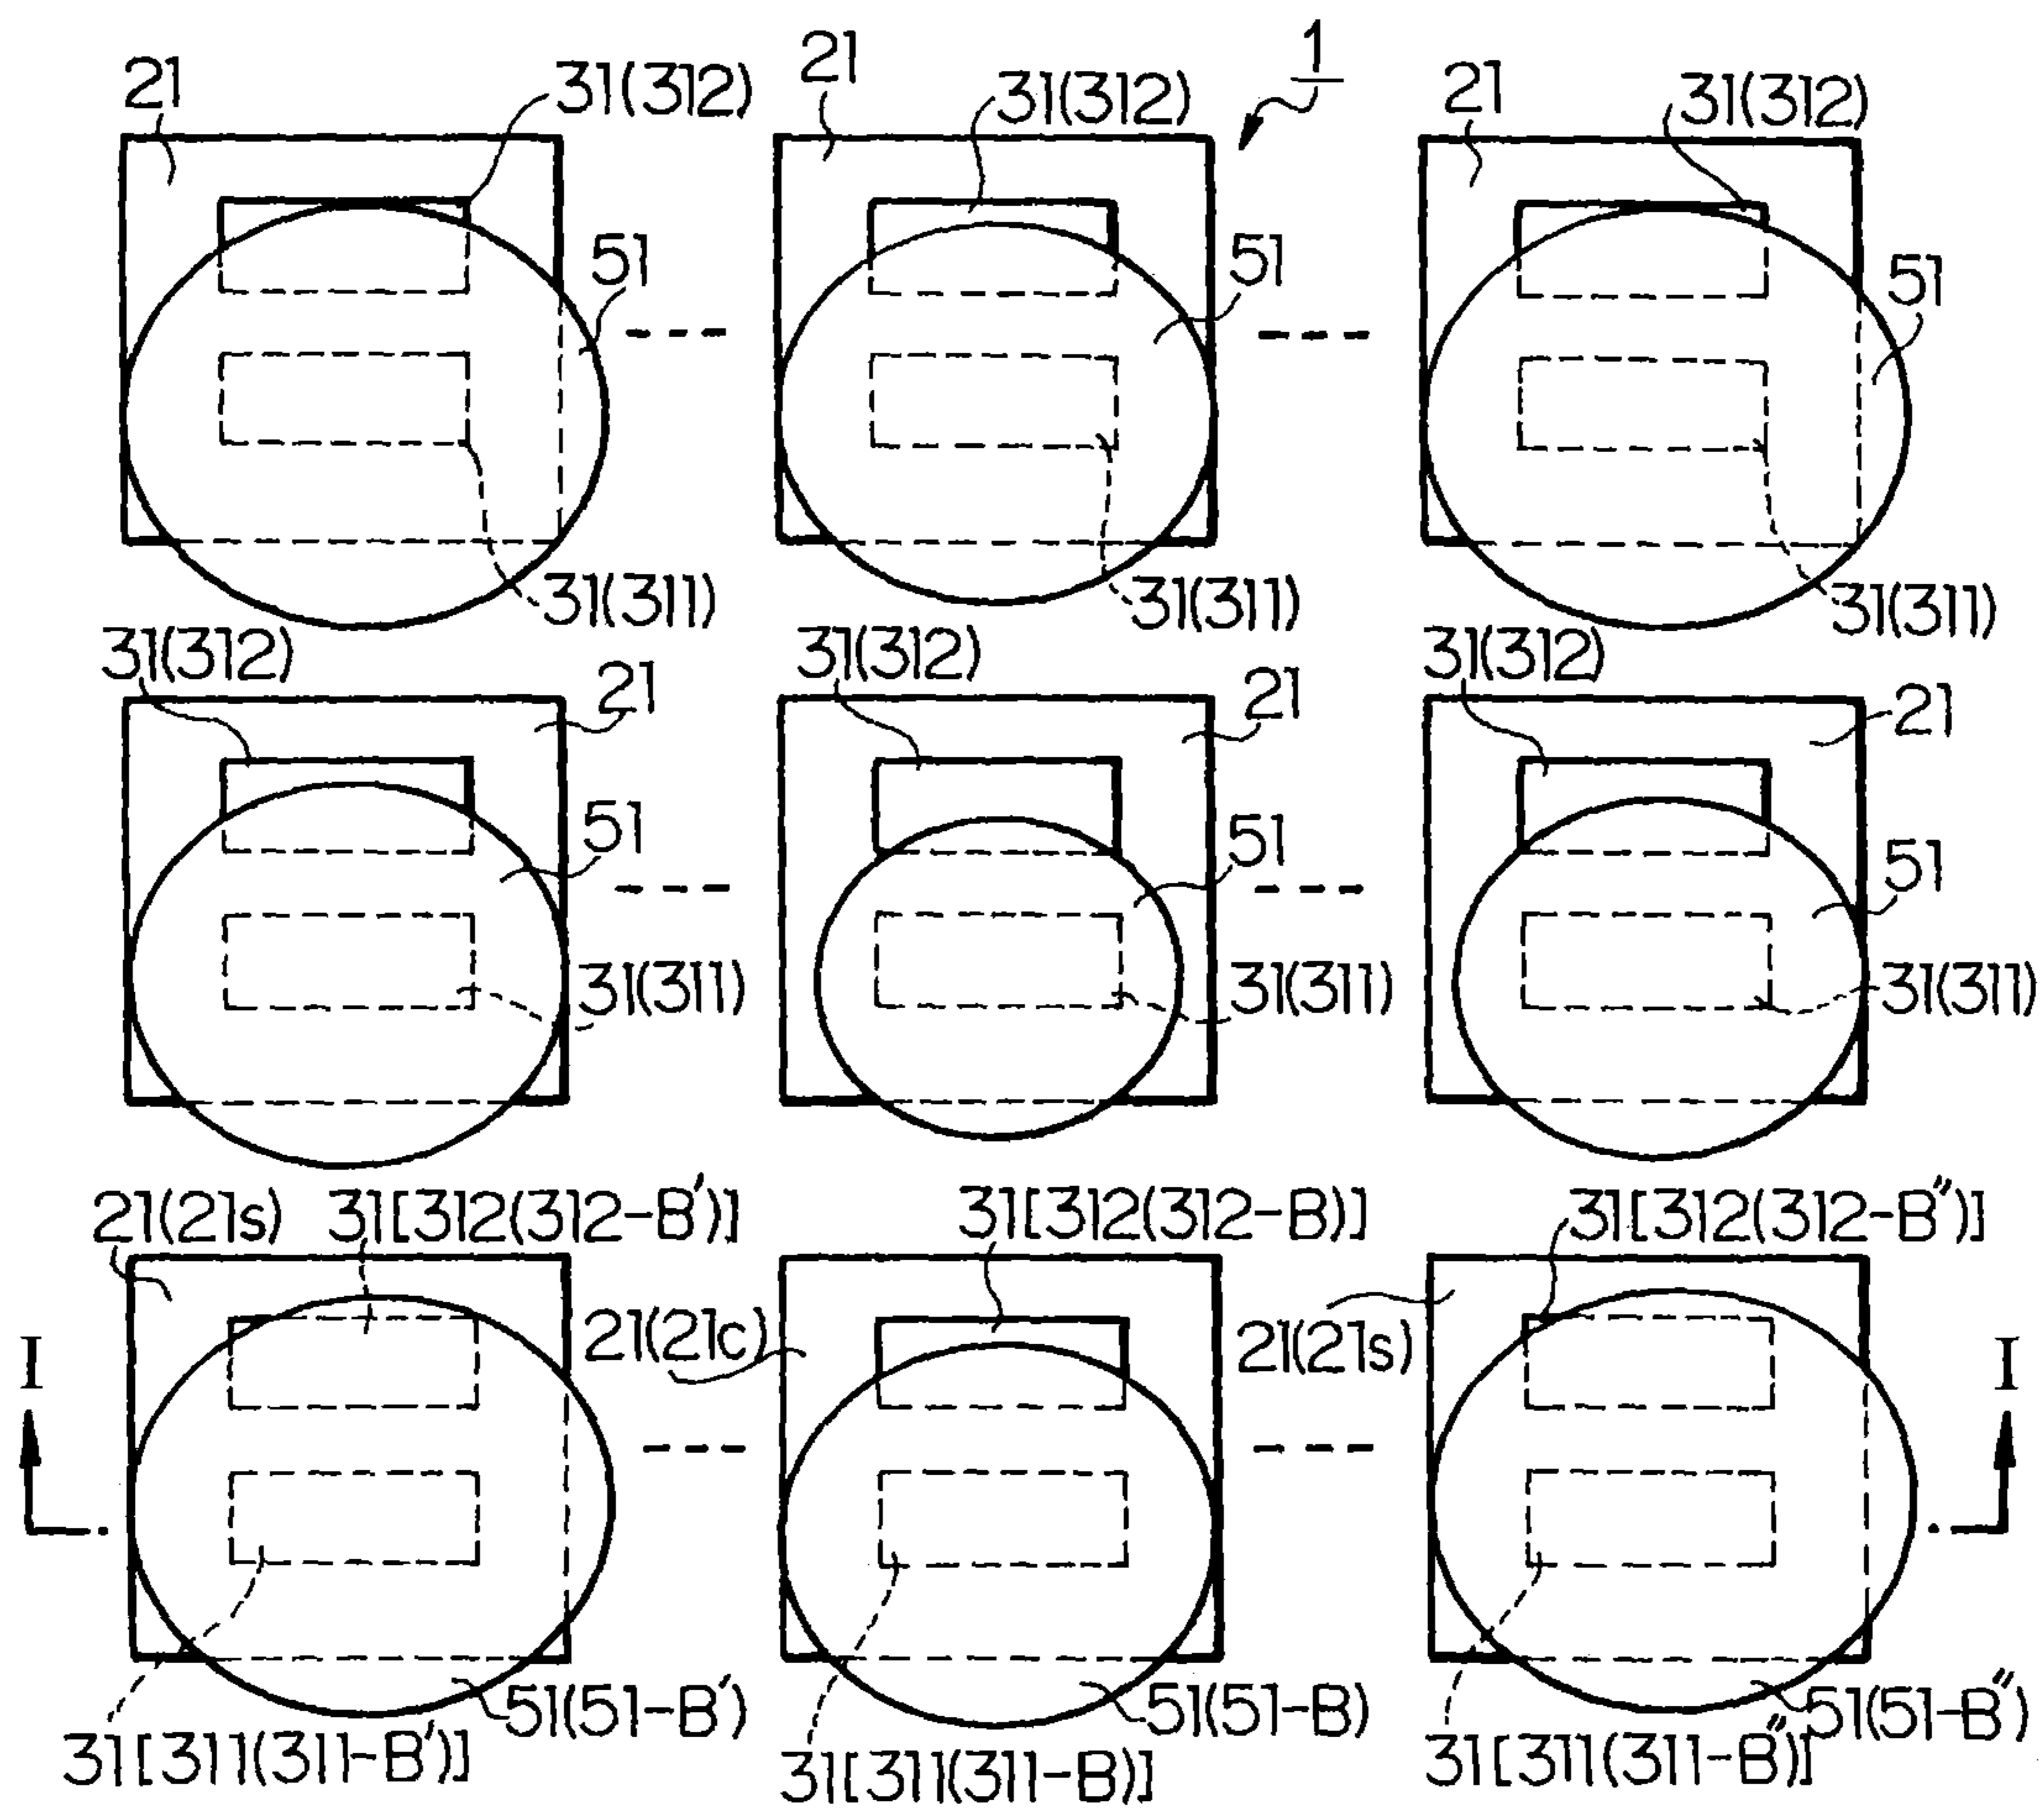 21 31(312) 21 31(312) 1 21 31(312)
51 51 51
31(311) 31(311) 31(311)
31(312) 21 31(312) 21 31(312) 21
51 51 51
31(311) 31(311) 31(311)
21(21s) 31[312(312-B′)] 31[312(312-B)] 31[312(312-B″)]
I 21(21c) 21(21s) I
51(51-B′) 51(51-B) 51(51-B″)
31[311(311-B′)] 31[311(311-B)] 31[311(311-B″)]